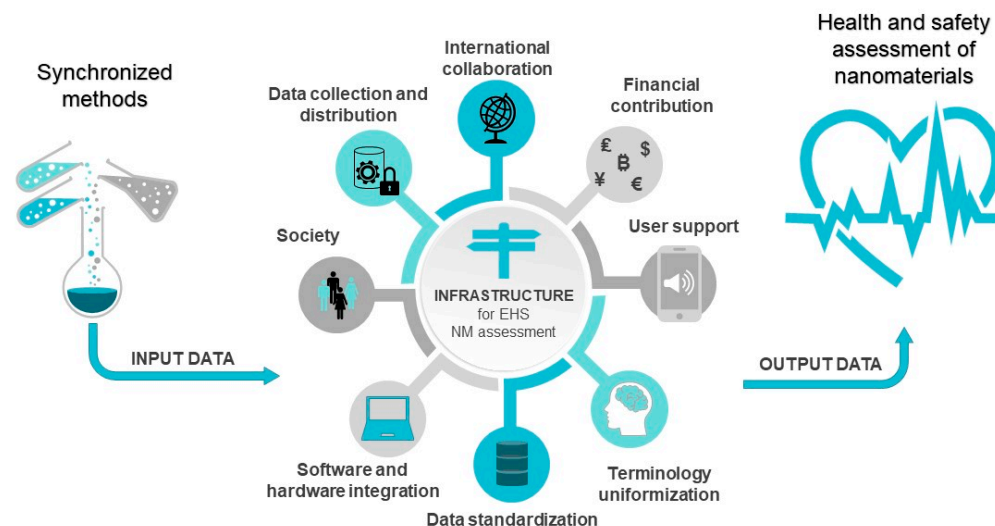 Synchronized
methods
INPUT DATA
International
collaboration
Data collection and
distribution
Financial
contribution
₤
฿
$
¥
€
Society
User support
INFRASTRUCTURE
for EHS
NM assessment
Software and
hardware integration
Data standardization
Terminology
uniformization
OUTPUT DATA
Health and safety
assessment of
nanomaterials